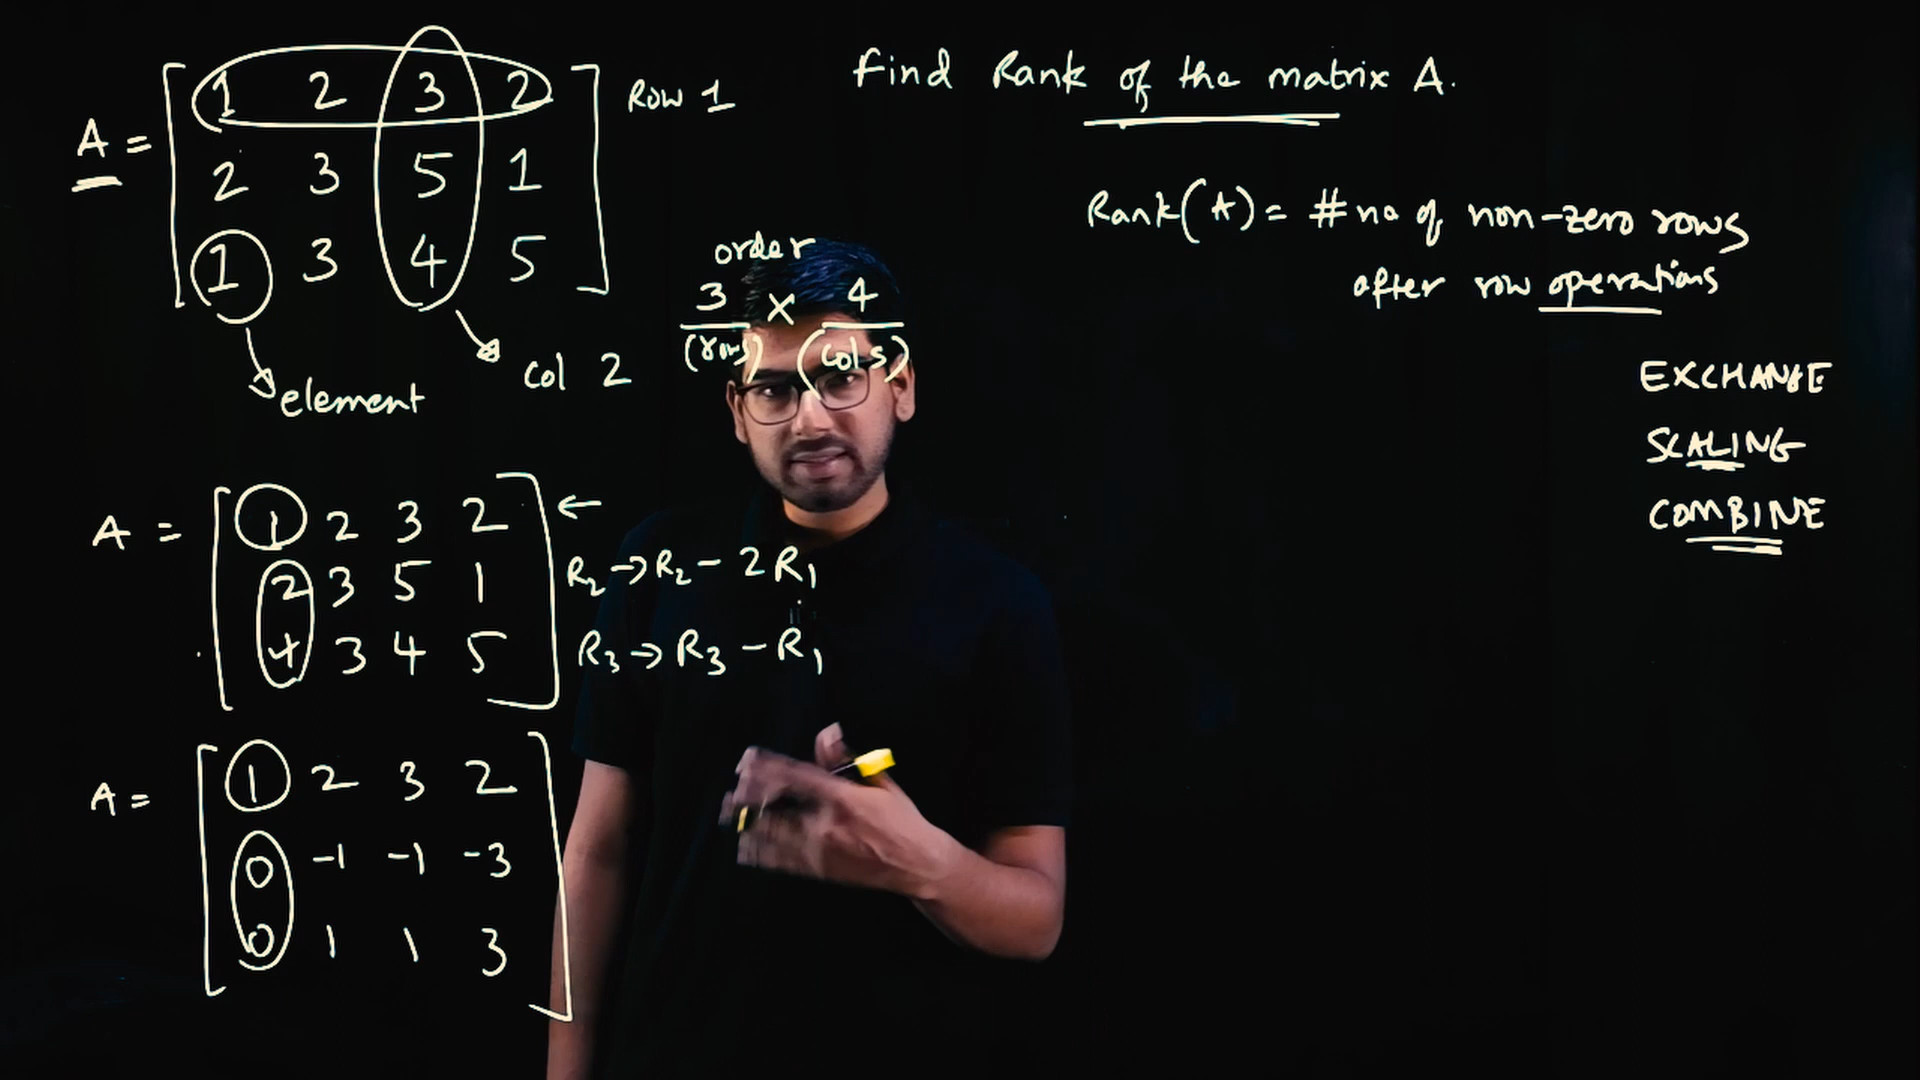 Find Rank of the matrix A.
A = [ 1 2 3 2 ] Row 1
2 3 5 1
1 3 4 5
element
Col 2
order
3 × 4
(rows) (cols)
Rank(A) = # no of non-zero rows
after row operations
EXCHANGE
SCALING
COMBINE
A = [ 1 2 3 2 ] ←
2 3 5 1 R₂ → R₂ - 2R₁
1 3 4 5 R₃ → R₃ - R₁
A = [ 1 2 3 2 ]
0 -1 -1 -3
0 1 1 3